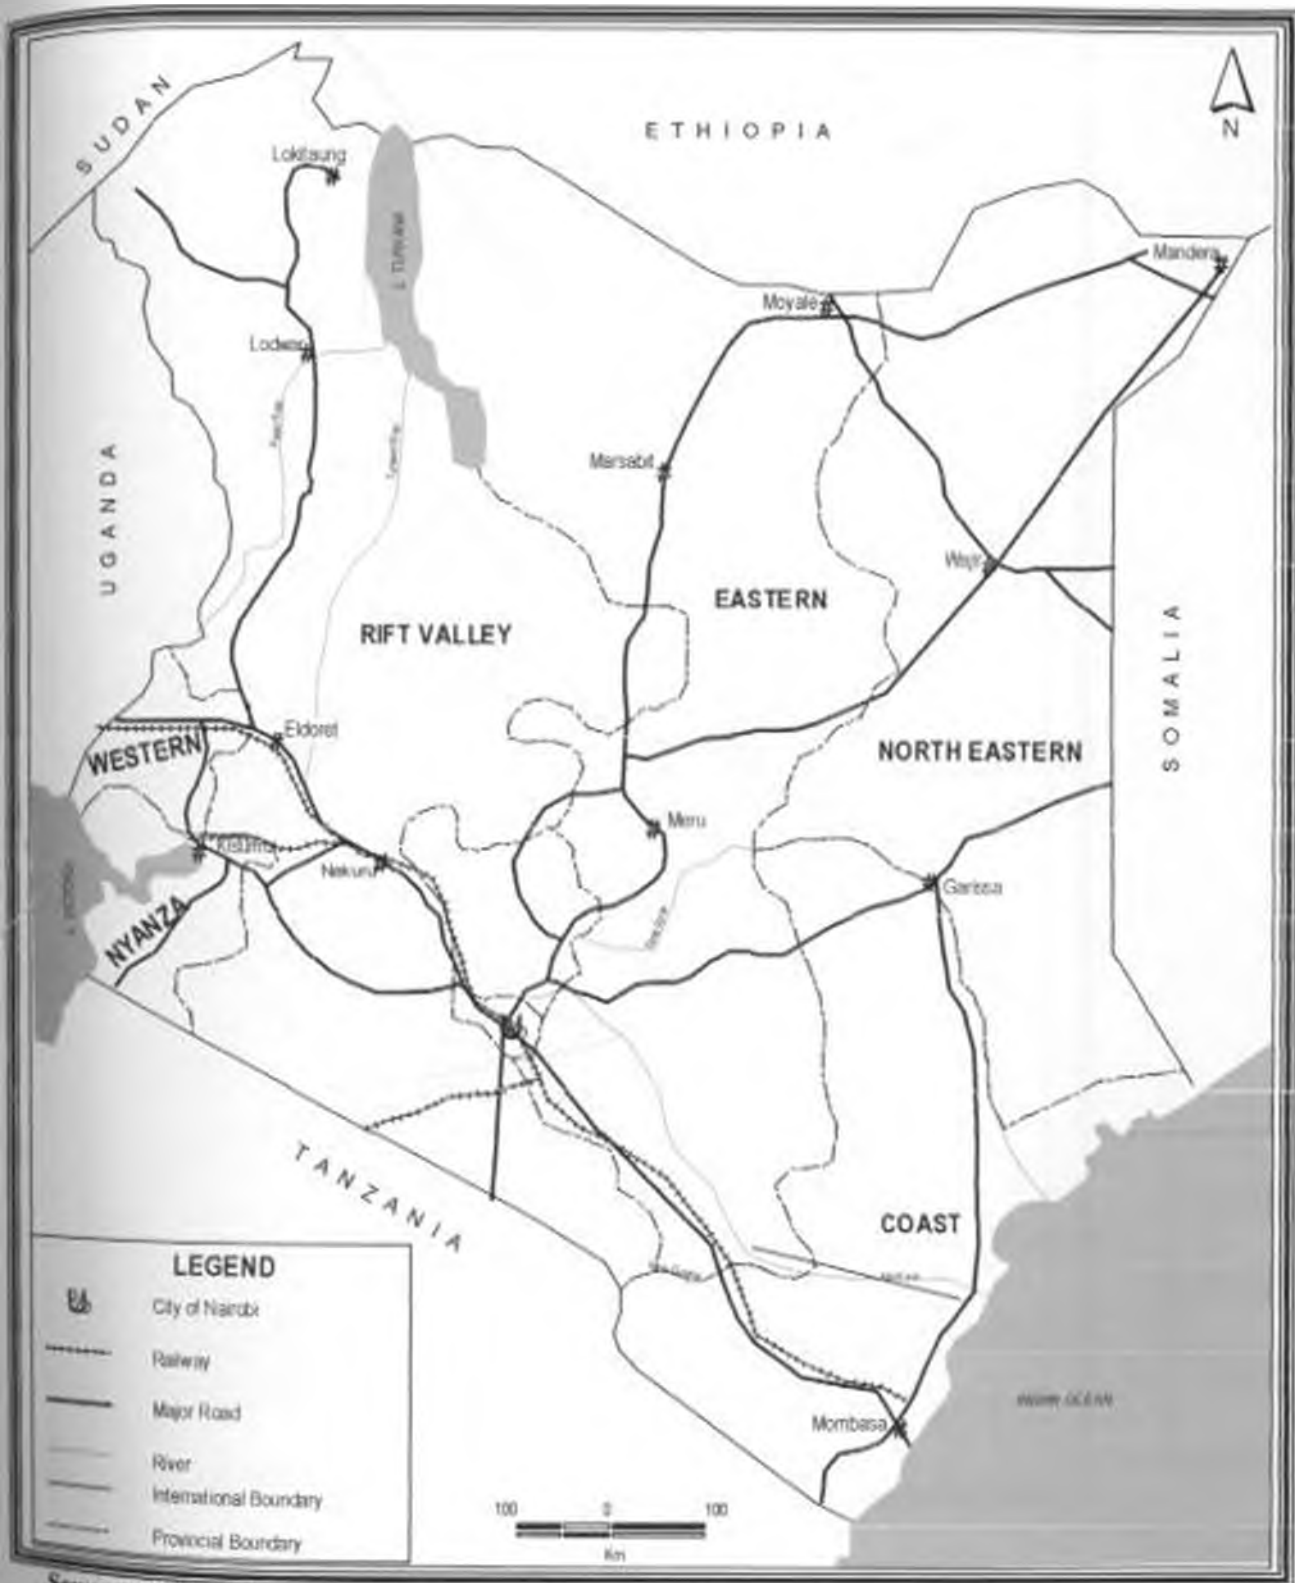 SUDAN
ETHIOPIA
N
Lokitaung
L TURKANA
Mandera
Moyale
Lodwar
UGANDA
Marsabit
Wajir
EASTERN
RIFT VALLEY
SOMALIA
Eldoret
WESTERN
NORTH EASTERN
Meru
Kisumu
Nakuru
Garissa
NYANZA
TANZANIA
COAST
LEGEND
City of Nairobi
Railway
Major Road
River
International Boundary
Provincial Boundary
INDIAN OCEAN
Mombasa
100 0 100
Km